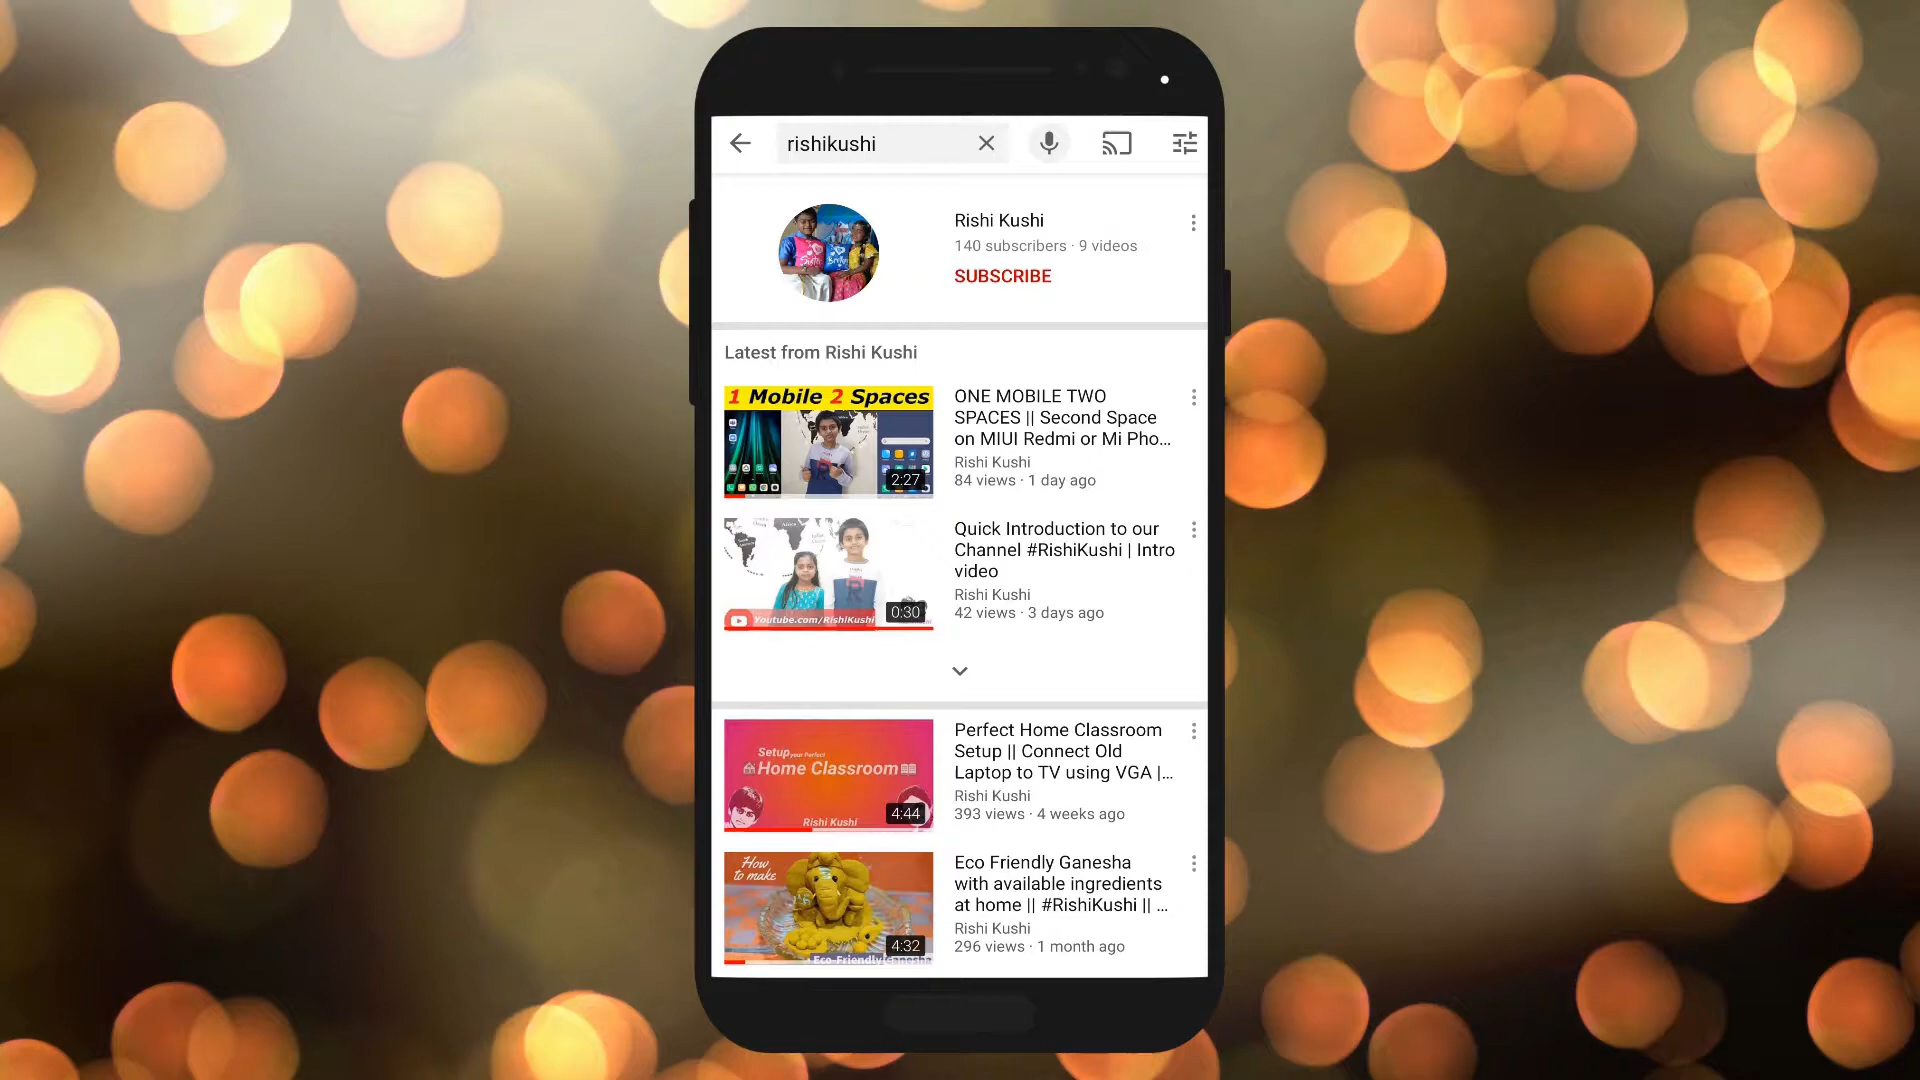 rishikushi
Rishi Kushi
140 subscribers · 9 videos
SUBSCRIBE
Latest from Rishi Kushi
1 Mobile 2 Spaces
2:27
ONE MOBILE TWO
SPACES || Second Space
on MIUI Redmi or Mi Pho...
Rishi Kushi
84 views · 1 day ago
Youtube.com/RishiKushi
0:30
Quick Introduction to our
Channel #RishiKushi | Intro
video
Rishi Kushi
42 views · 3 days ago
Setup your Perfect
Home Classroom
Rishi Kushi
4:44
Perfect Home Classroom
Setup || Connect Old
Laptop to TV using VGA |...
Rishi Kushi
393 views · 4 weeks ago
How
to make
4:32
Eco-Friendly Ganesha
Eco Friendly Ganesha
with available ingredients
at home || #RishiKushi || ...
Rishi Kushi
296 views · 1 month ago